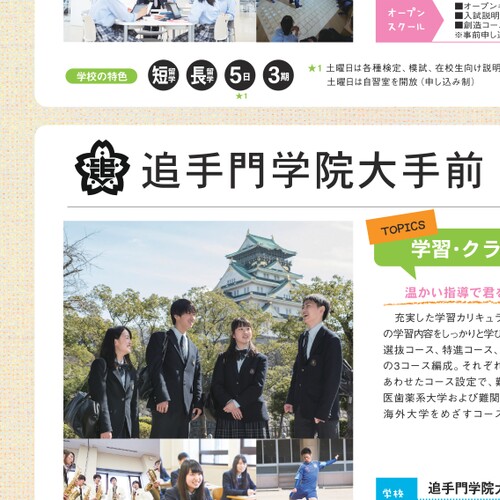 オープン
スクール
■オープン
■入試説明
■創造コー
※事前申し
学校の特色
短留学
長留学
5日
3期
★1
★1 土曜日は各種検定、模試、在校生向け説明
土曜日は自習室を開放(申し込み制)
追手門学院大手前
TOPICS
学習・クラ
温かい指導で君を
充実した学習カリキュラ
の学習内容をしっかりと学び
選抜コース、特進コース、
の3コース編成。それぞれ
あわせたコース設定で、難
医歯薬系大学および難関
海外大学をめざすコース
学校
追手門学院大